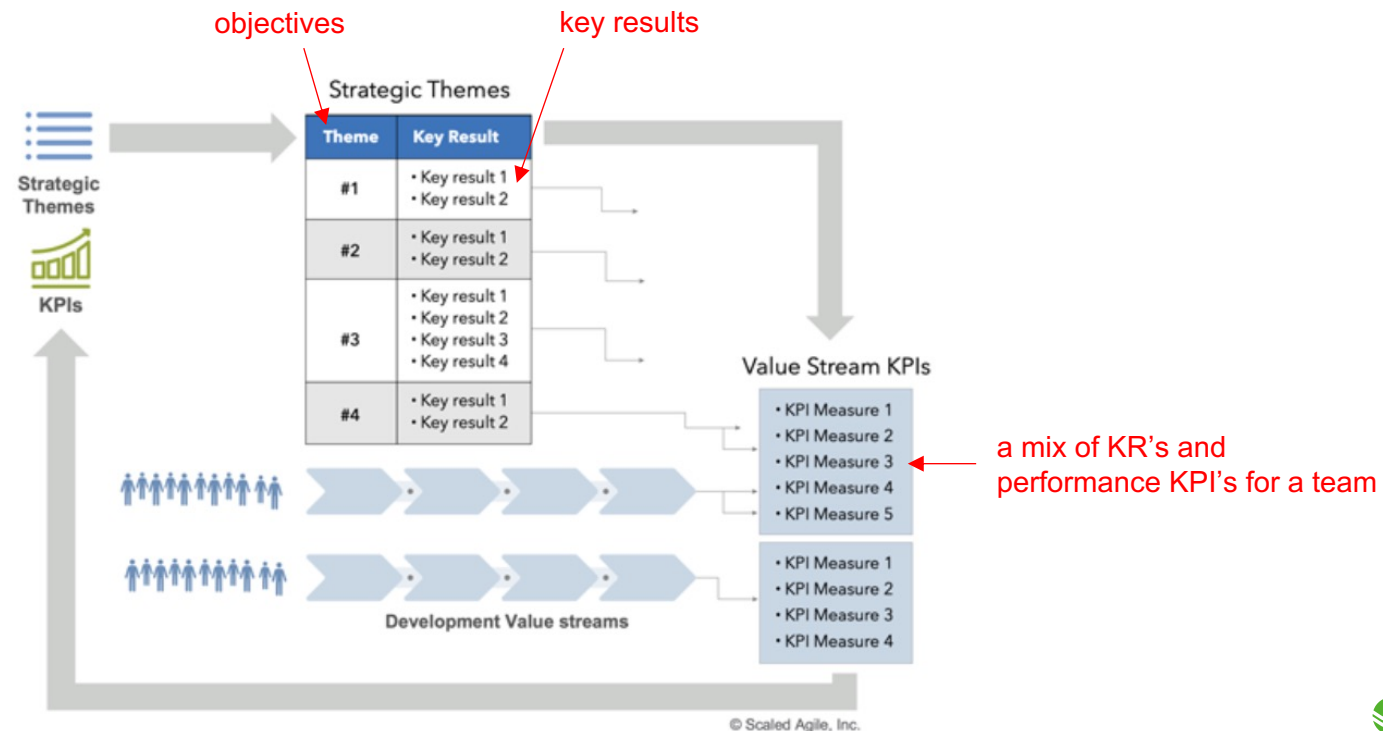 objectives
key results
Strategic Themes
Theme
Key Result
#1
• Key result 1
• Key result 2
#2
• Key result 1
• Key result 2
#3
• Key result 1
• Key result 2
• Key result 3
• Key result 4
#4
• Key result 1
• Key result 2
Strategic
Themes
KPIs
Value Stream KPIs
• KPI Measure 1
• KPI Measure 2
• KPI Measure 3
• KPI Measure 4
• KPI Measure 5
a mix of KR's and
performance KPI's for a team
• KPI Measure 1
• KPI Measure 2
• KPI Measure 3
• KPI Measure 4
Development Value streams
© Scaled Agile, Inc.